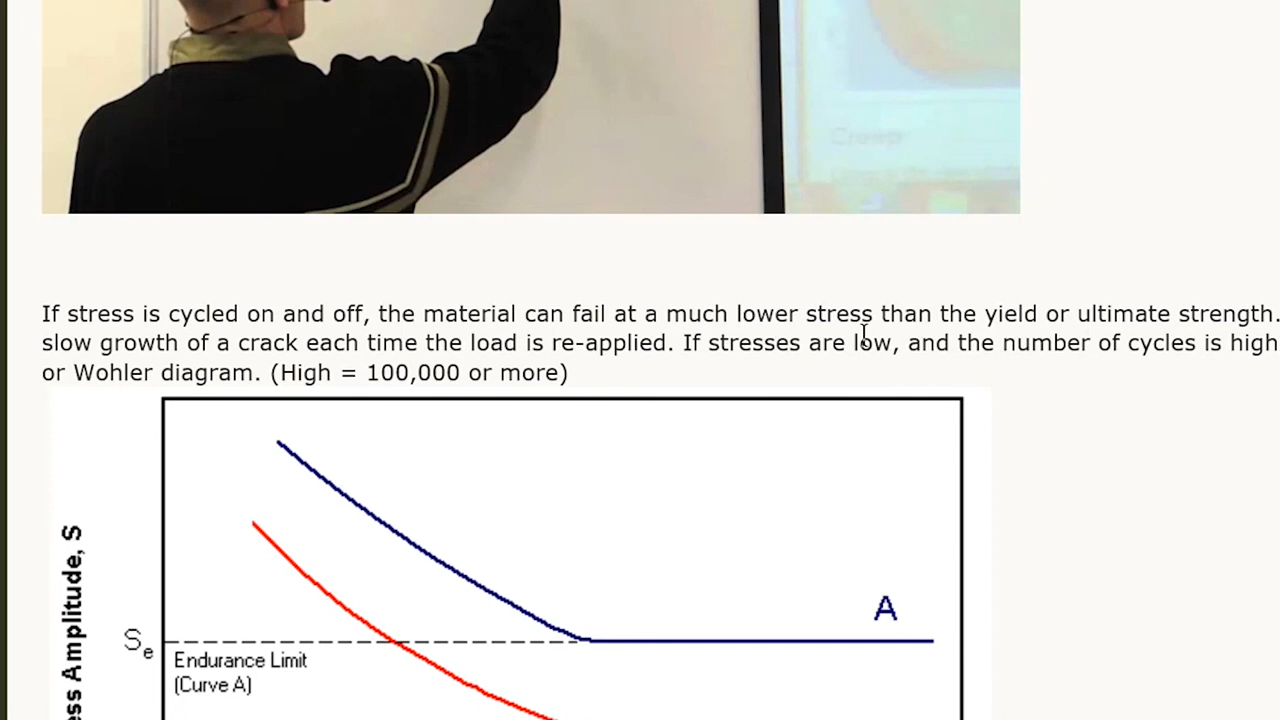 Creep
If stress is cycled on and off, the material can fail at a much lower stress than the yield or ultimate strength.
slow growth of a crack each time the load is re-applied. If stresses are low, and the number of cycles is high
or Wohler diagram. (High = 100,000 or more)
A
ess Amplitude, S
Se
Endurance Limit
(Curve A)